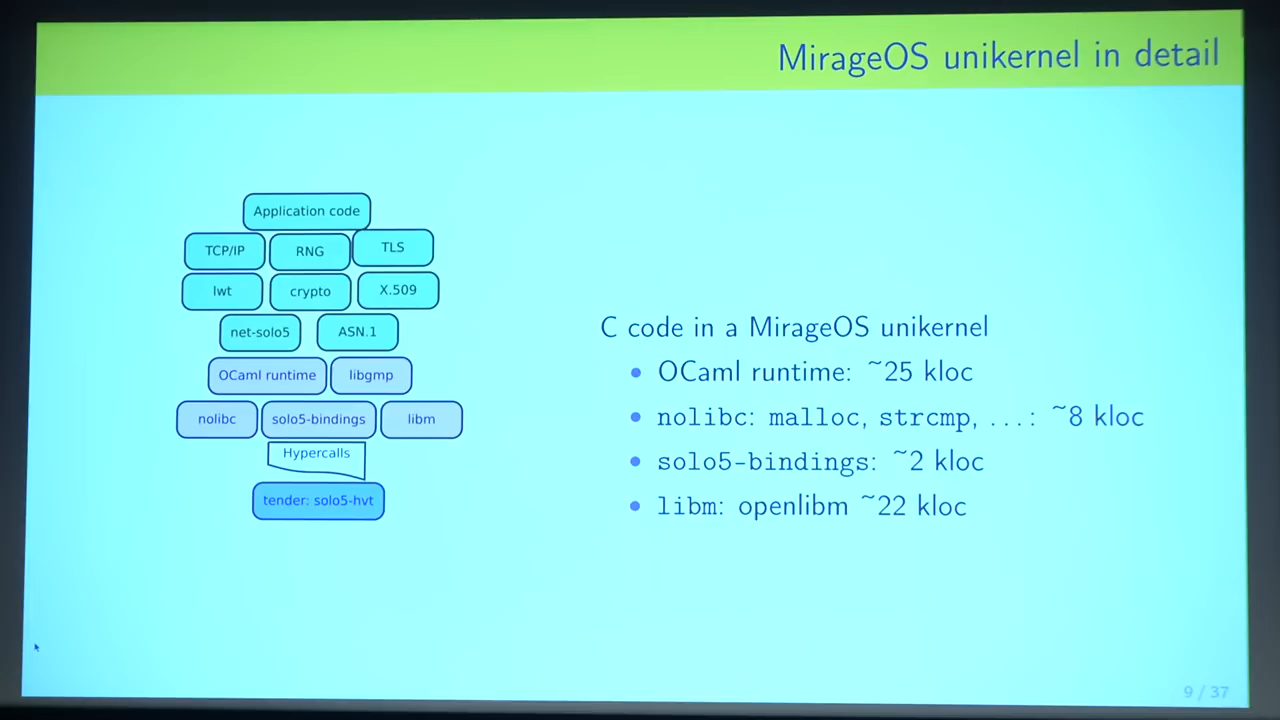 MirageOS unikernel in detail
Application code
TCP/IP
RNG
TLS
lwt
crypto
X.509
net-solo5
ASN.1
OCaml runtime
libgmp
nolibc
solo5-bindings
libm
Hypercalls
tender: solo5-hvt
C code in a MirageOS unikernel
• OCaml runtime: ~25 kloc
• nolibc: malloc, strcmp, ...: ~8 kloc
• solo5-bindings: ~2 kloc
• libm: openlibm ~22 kloc
9 / 37